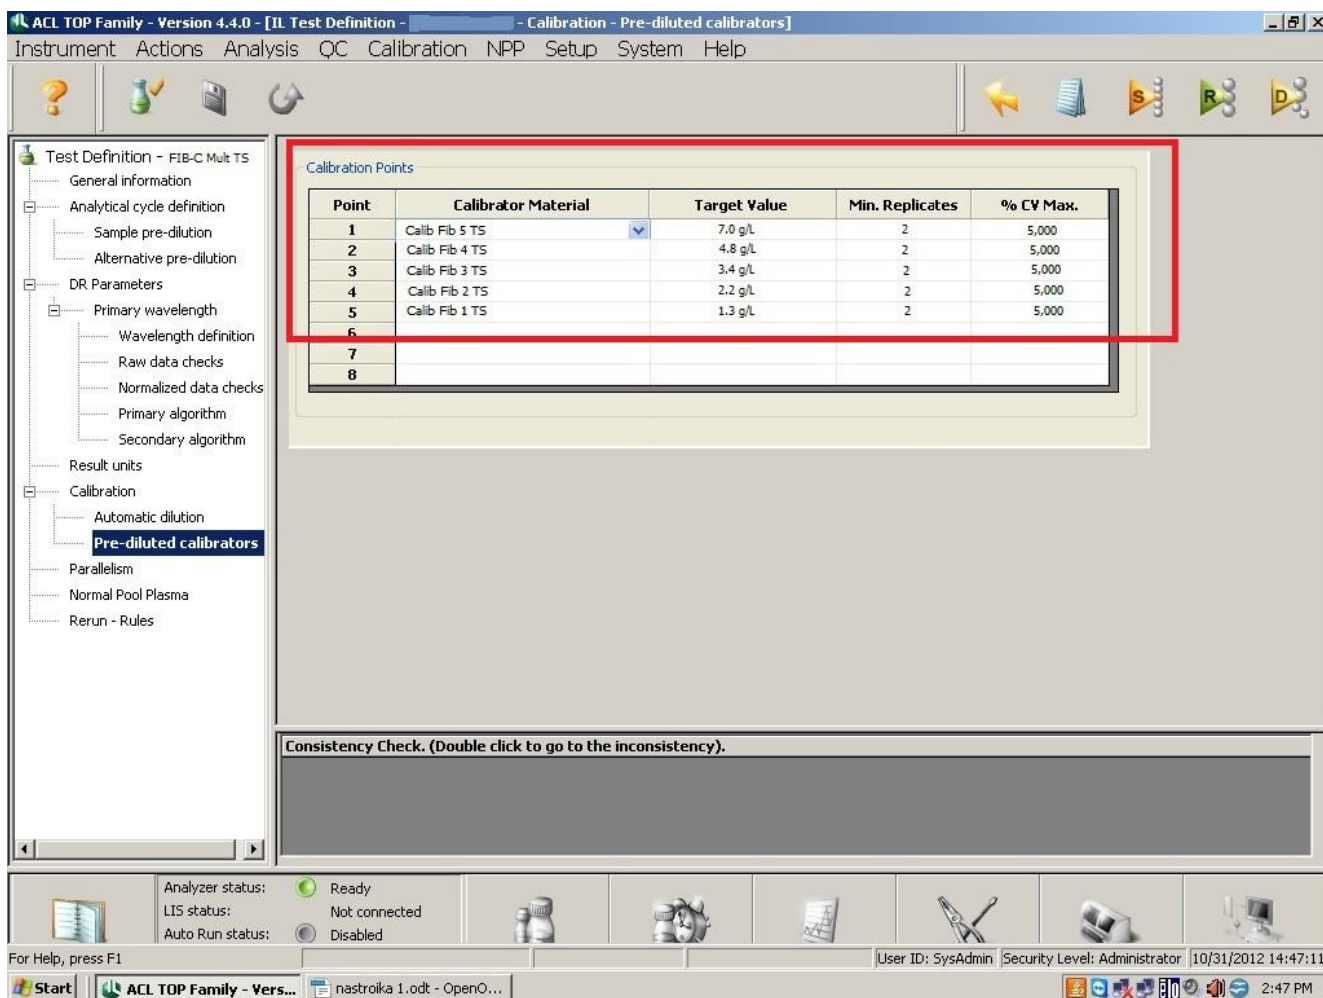 ACL TOP Family - Version 4.4.0 - [IL Test Definition - - Calibration - Pre-diluted calibrators]
Instrument Actions Analysis QC Calibration NPP Setup System Help
S R D
Test Definition - FIB-C Mult TS
General information
Analytical cycle definition
Sample pre-dilution
Alternative pre-dilution
DR Parameters
Primary wavelength
Wavelength definition
Raw data checks
Normalized data checks
Primary algorithm
Secondary algorithm
Result units
Calibration
Automatic dilution
Pre-diluted calibrators
Parallelism
Normal Pool Plasma
Rerun - Rules
Calibration Points
Point Calibrator Material Target Value Min. Replicates % CV Max.
1 Calib Fib 5 TS 7.0 g/L 2 5,000
2 Calib Fib 4 TS 4.8 g/L 2 5,000
3 Calib Fib 3 TS 3.4 g/L 2 5,000
4 Calib Fib 2 TS 2.2 g/L 2 5,000
5 Calib Fib 1 TS 1.3 g/L 2 5,000
6
7
8
Consistency Check. (Double click to go to the inconsistency).
Analyzer status: Ready
LIS status: Not connected
Auto Run status: Disabled
For Help, press F1 User ID: SysAdmin Security Level: Administrator 10/31/2012 14:47:11
Start ACL TOP Family - Vers... nastroika 1.odt - OpenO... 2:47 PM